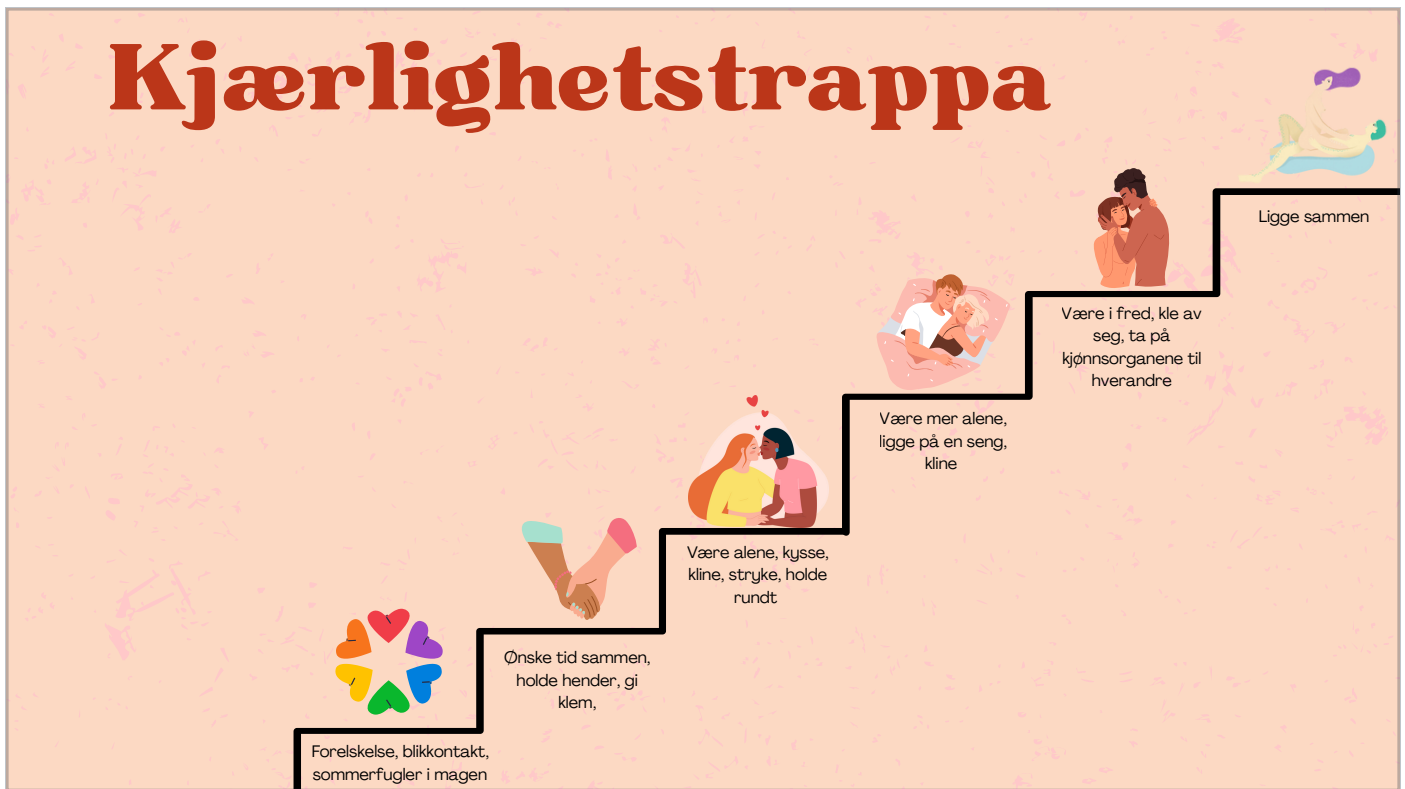 Kjærlighetstrappa
Forelskelse, blikkontakt,
sommerfugler i magen
Ønske tid sammen,
holde hender, gi
klem,
Være alene, kysse,
kline, stryke, holde
rundt
Være mer alene,
ligge på en seng,
kline
Være i fred, kle av
seg, ta på
kjønnsorganene til
hverandre
Ligge sammen